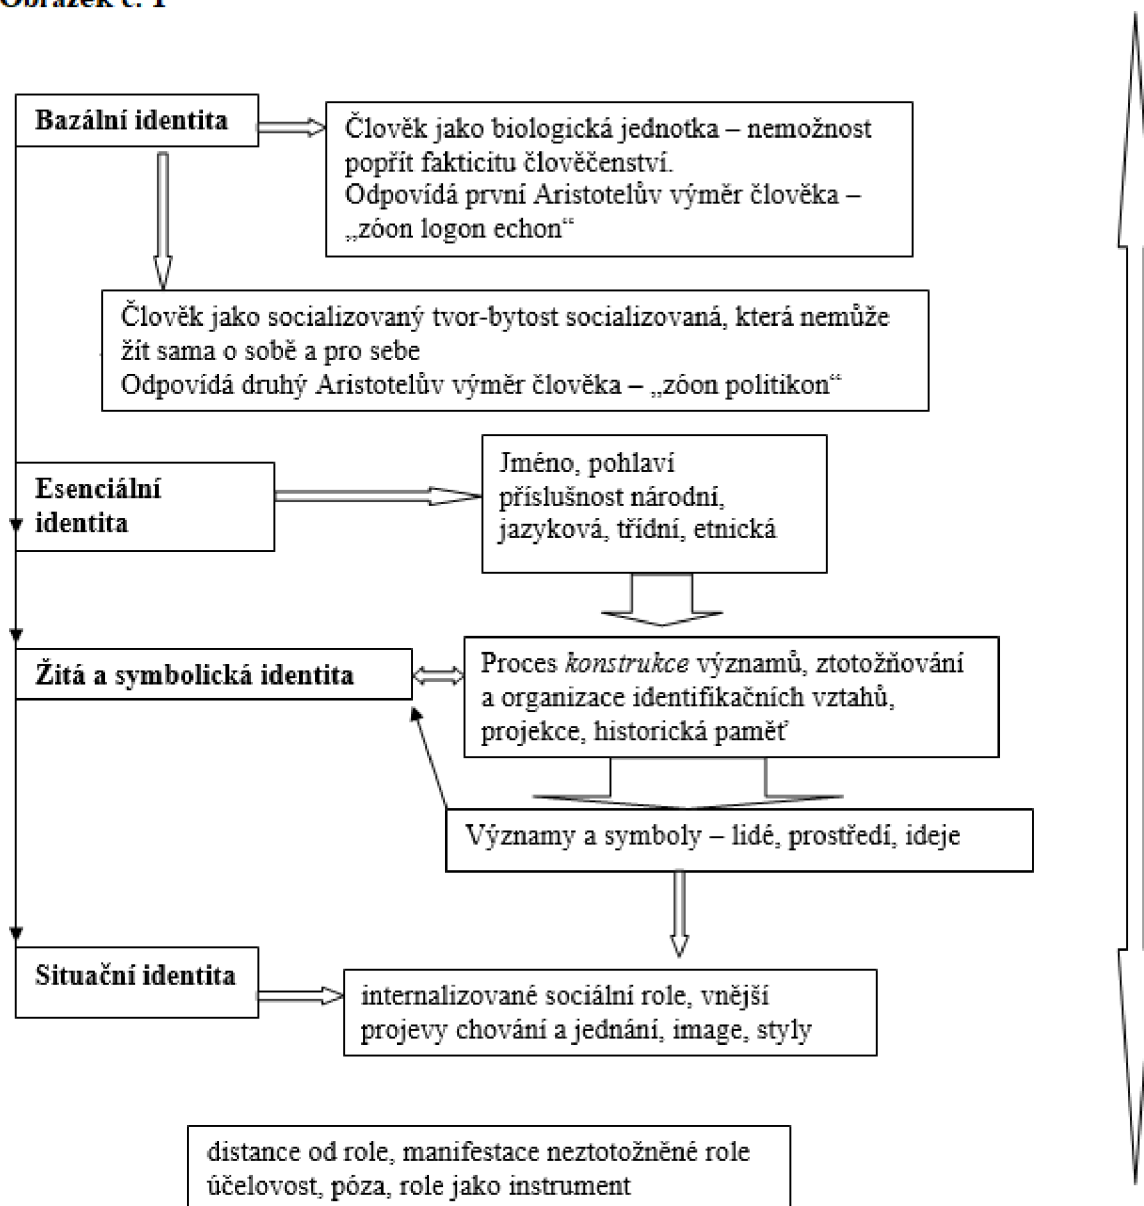 Obrázek č. 1
Bazální identita
Člověk jako biologická jednotka – nemožnost
popřít fakticitu člověčenství.
Odpovídá první Aristotelův výměr člověka –
„zóon logon echon“
Člověk jako socializovaný tvor-bytost socializovaná, která nemůže
žít sama o sobě a pro sebe
Odpovídá druhý Aristotelův výměr člověka – „zóon politikon“
Esenciální
identita
Jméno, pohlaví
příslušnost národní,
jazyková, třídní, etnická
Žitá a symbolická identita
Proces konstrukce významů, ztotožňování
a organizace identifikačních vztahů,
projekce, historická paměť
Významy a symboly – lidé, prostředí, ideje
Situační identita
internalizované sociální role, vnější
projevy chování a jednání, image, styly
distance od role, manifestace neztotožněné role
účelovost, póza, role jako instrument